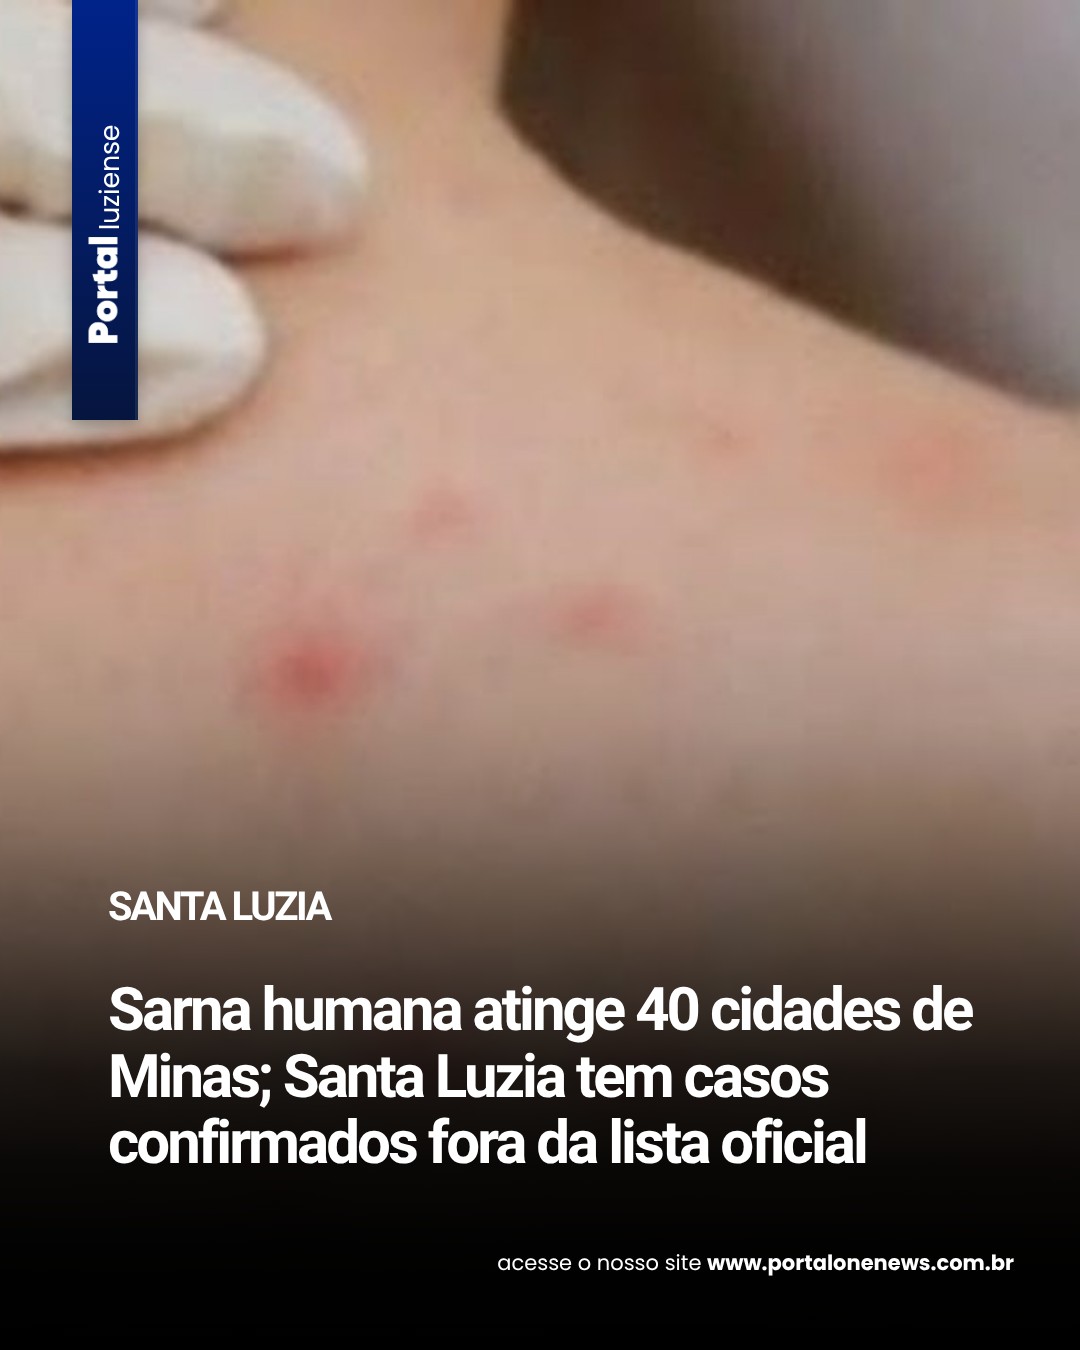 Portal luziense
SANTA LUZIA
Sarna humana atinge 40 cidades de
Minas; Santa Luzia tem casos
confirmados fora da lista oficial
acesse o nosso site www.portalonenews.com.br